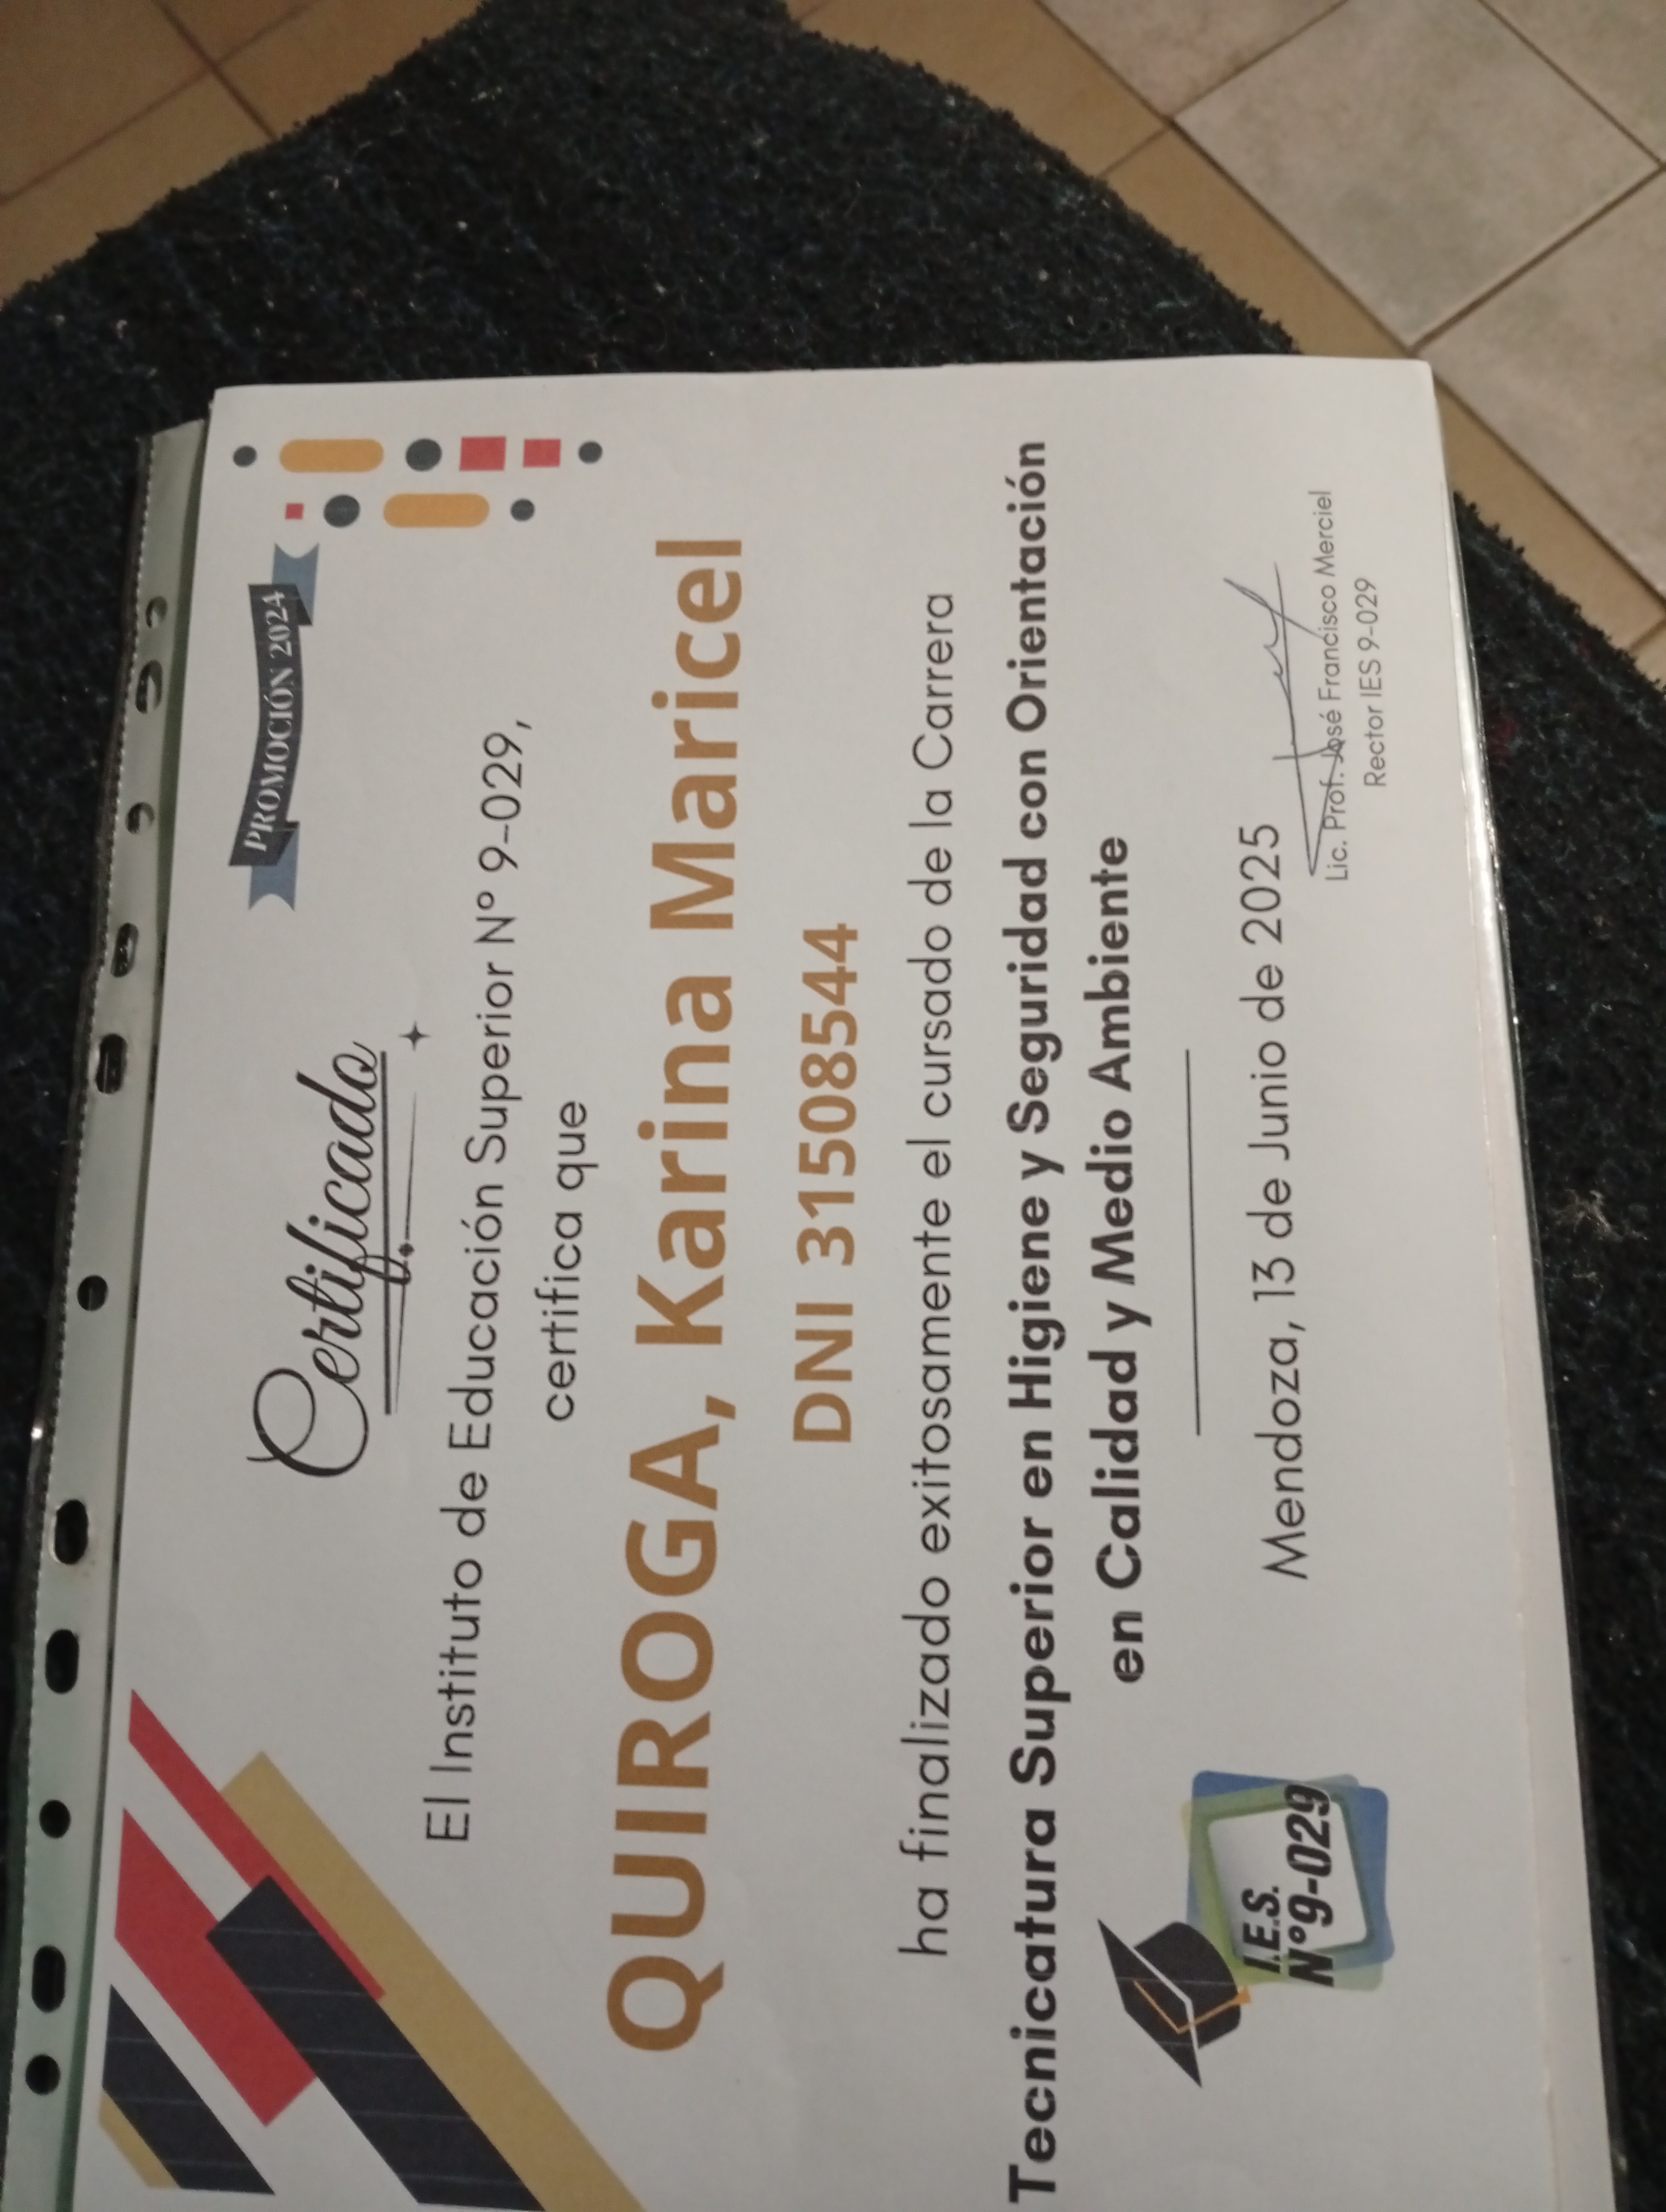 PROMOCIÓN 2024
Certificado
El Instituto de Educación Superior Nº 9-029,
certifica que
QUIROGA, Karina Maricel
DNI 31508544
ha finalizado exitosamente el cursado de la Carrera
Tecnicatura Superior en Higiene y Seguridad con Orientación
en Calidad y Medio Ambiente
Mendoza, 13 de Junio de 2025
Lic. Prof. José Francisco Merciel
Rector IES 9-029
I.E.S.
Nº9-029